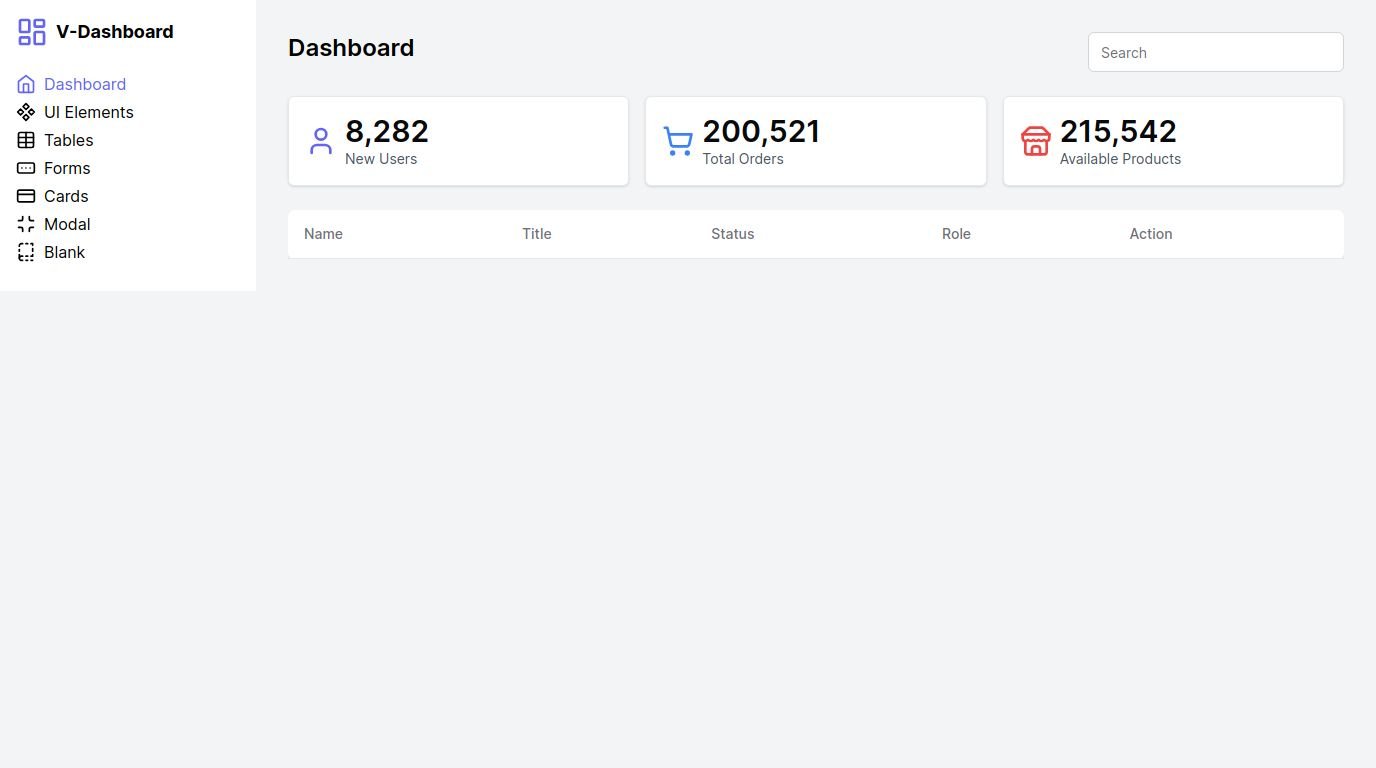 V-Dashboard
Dashboard
UI Elements
Tables
Forms
Cards
Modal
Blank
Dashboard
Search
8,282
New Users
200,521
Total Orders
215,542
Available Products
Name Title Status Role Action